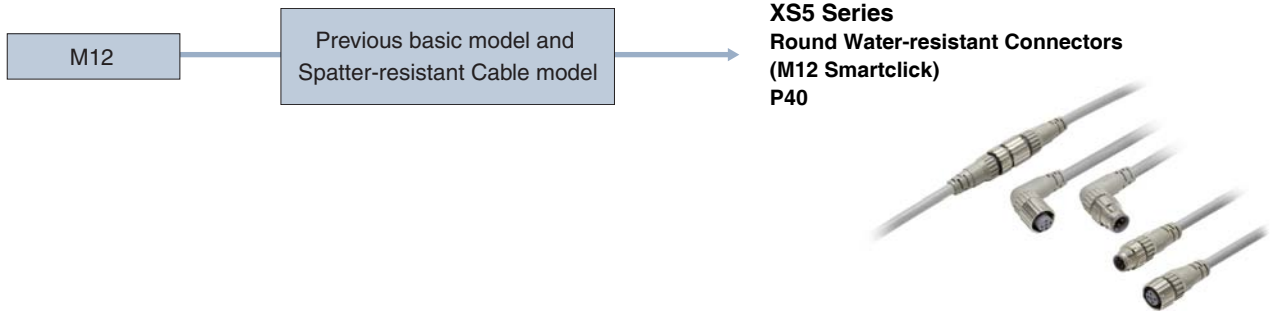 M12
Previous basic model and
Spatter-resistant Cable model
XS5 Series
Round Water-resistant Connectors
(M12 Smartclick)
P40